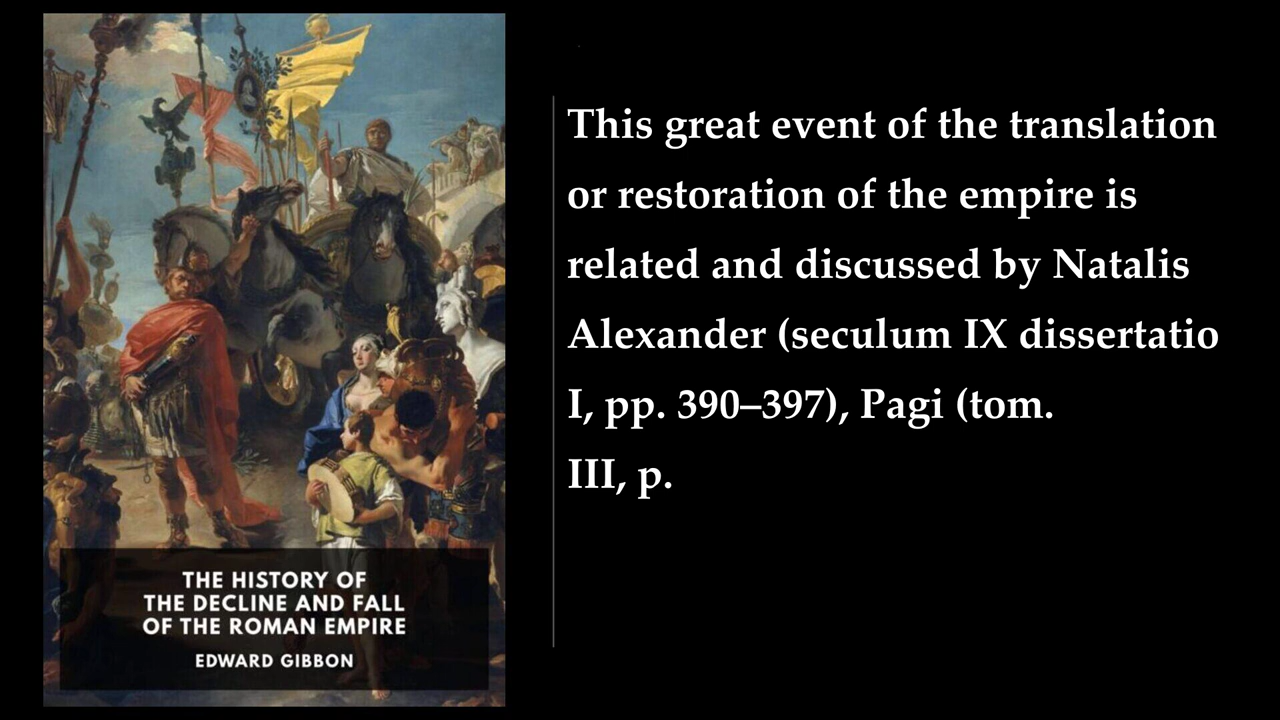 THE HISTORY OF
THE DECLINE AND FALL
OF THE ROMAN EMPIRE
EDWARD GIBBON
This great event of the translation
or restoration of the empire is
related and discussed by Natalis
Alexander (seculum IX dissertatio
I, pp. 390–397), Pagi (tom.
III, p.